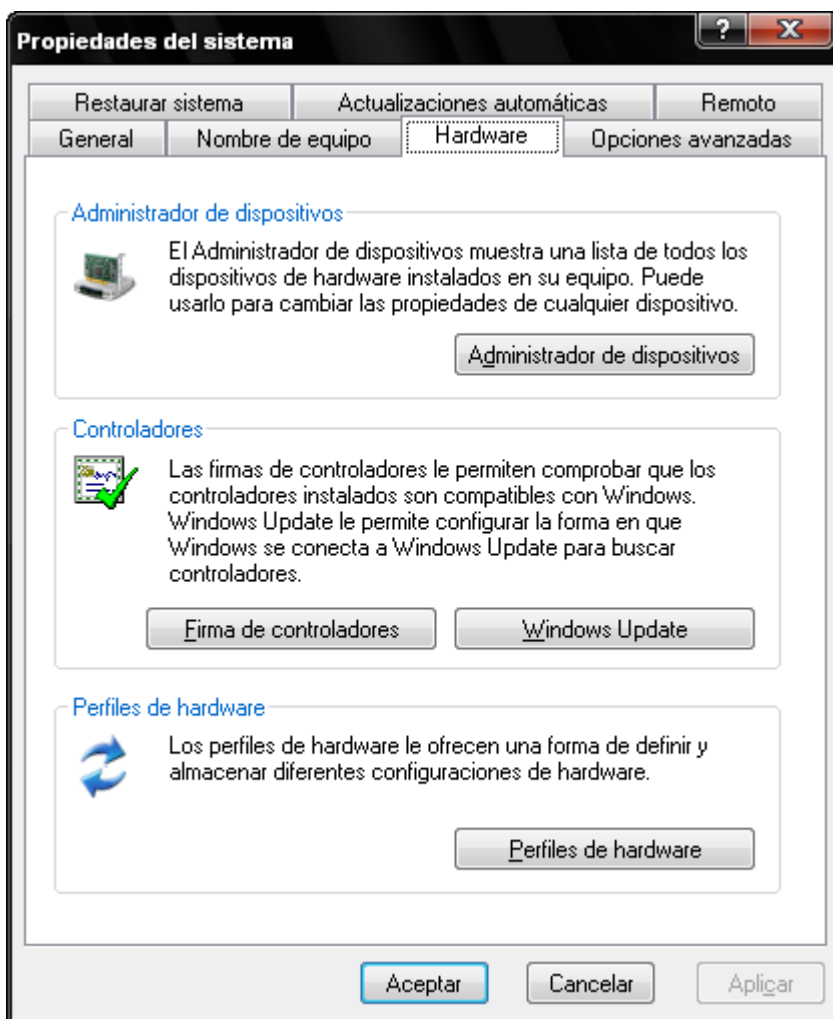 Propiedades del sistema
?
Restaurar sistema
Actualizaciones automáticas
Remoto
General
Nombre de equipo
Hardware
Opciones avanzadas
Administrador de dispositivos
El Administrador de dispositivos muestra una lista de todos los
dispositivos de hardware instalados en su equipo. Puede
usarlo para cambiar las propiedades de cualquier dispositivo.
Administrador de dispositivos
Controladores
Las firmas de controladores le permiten comprobar que los
controladores instalados son compatibles con Windows.
Windows Update le permite configurar la forma en que
Windows se conecta a Windows Update para buscar
controladores.
Firma de controladores
Windows Update
Perfiles de hardware
Los perfiles de hardware le ofrecen una forma de definir y
almacenar diferentes configuraciones de hardware.
Perfiles de hardware
Aceptar
Cancelar
Aplicar